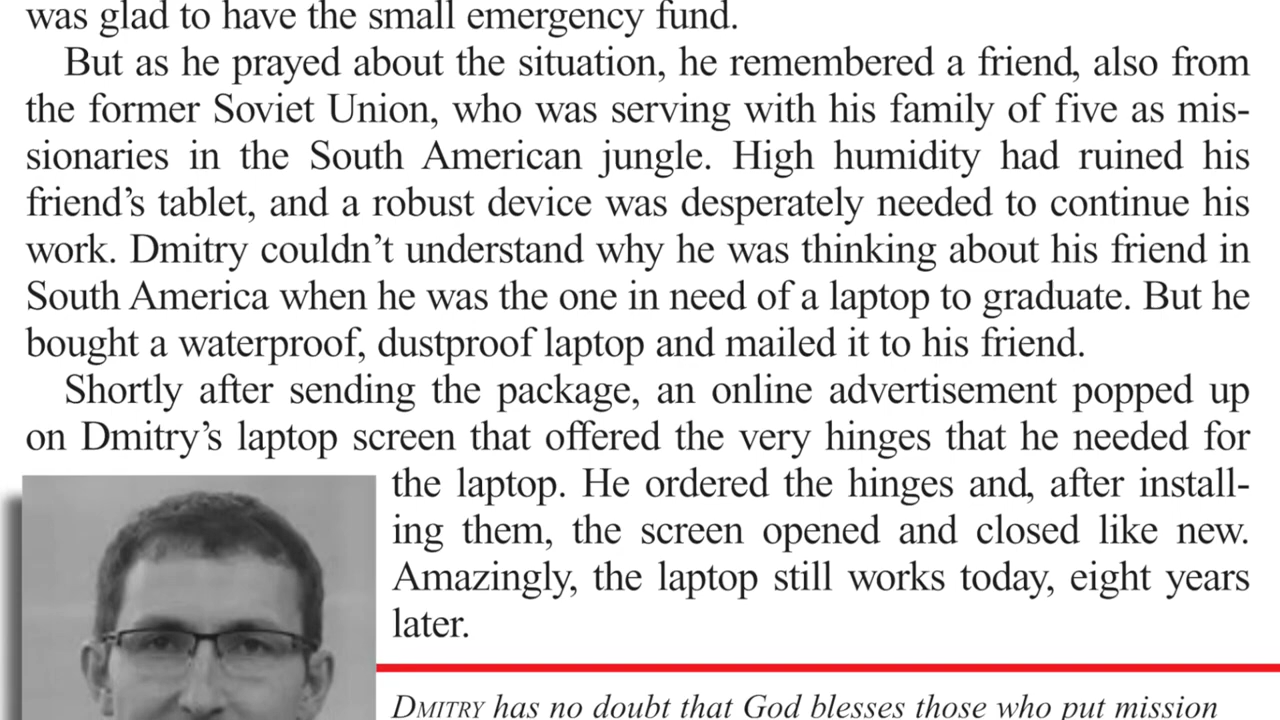 was glad to have the small emergency fund.
But as he prayed about the situation, he remembered a friend, also from
the former Soviet Union, who was serving with his family of five as mis-
sionaries in the South American jungle. High humidity had ruined his
friend’s tablet, and a robust device was desperately needed to continue his
work. Dmitry couldn’t understand why he was thinking about his friend in
South America when he was the one in need of a laptop to graduate. But he
bought a waterproof, dustproof laptop and mailed it to his friend.
Shortly after sending the package, an online advertisement popped up
on Dmitry’s laptop screen that offered the very hinges that he needed for
the laptop. He ordered the hinges and, after install-
ing them, the screen opened and closed like new.
Amazingly, the laptop still works today, eight years
later.
DMITRY has no doubt that God blesses those who put mission